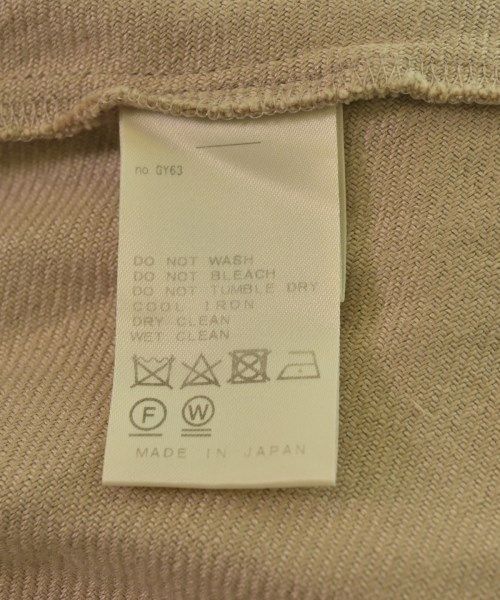 no. GY63
DO NOT WASH
DO NOT BLEACH
DO NOT TUMBLE DRY
COOL IRON
DRY CLEAN
WET CLEAN
F W
MADE IN JAPAN